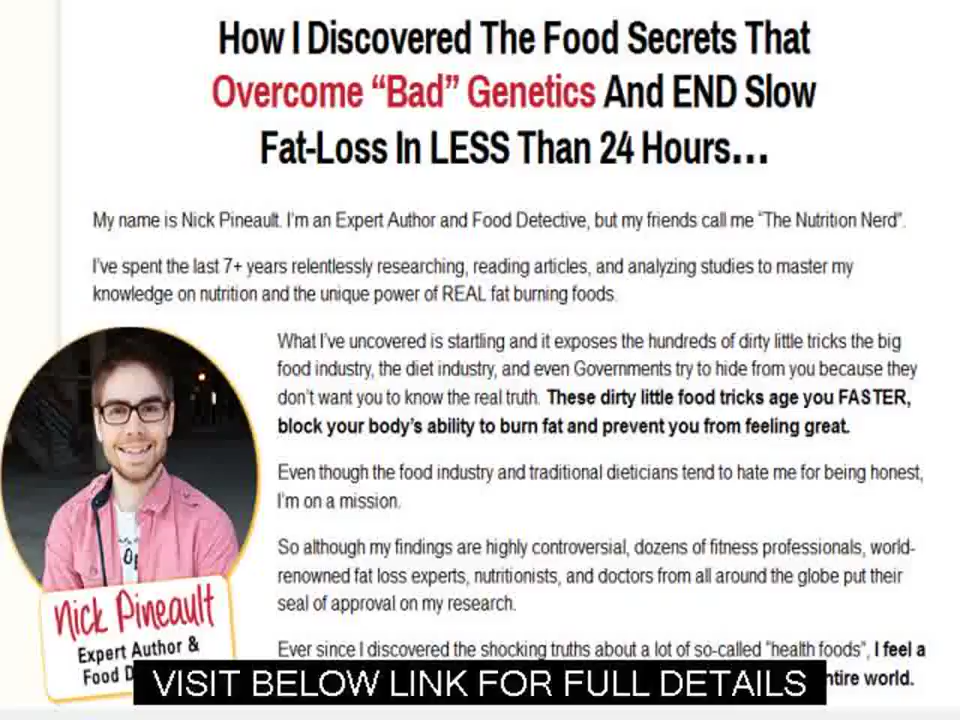 How I Discovered The Food Secrets That
Overcome “Bad” Genetics And END Slow
Fat-Loss In LESS Than 24 Hours…
My name is Nick Pineault. I’m an Expert Author and Food Detective, but my friends call me “The Nutrition Nerd”.
I’ve spent the last 7+ years relentlessly researching, reading articles, and analyzing studies to master my
knowledge on nutrition and the unique power of REAL fat burning foods.
What I’ve uncovered is startling and it exposes the hundreds of dirty little tricks the big
food industry, the diet industry, and even Governments try to hide from you because they
don’t want you to know the real truth. These dirty little food tricks age you FASTER,
block your body’s ability to burn fat and prevent you from feeling great.
Even though the food industry and traditional dieticians tend to hate me for being honest,
I’m on a mission.
So although my findings are highly controversial, dozens of fitness professionals, world-
renowned fat loss experts, nutritionists, and doctors from all around the globe put their
seal of approval on my research.
Ever since I discovered the shocking truths about a lot of so-called “health foods”, I feel a
ntire world.
Nick Pineault
Expert Author &
Food D
VISIT BELOW LINK FOR FULL DETAILS